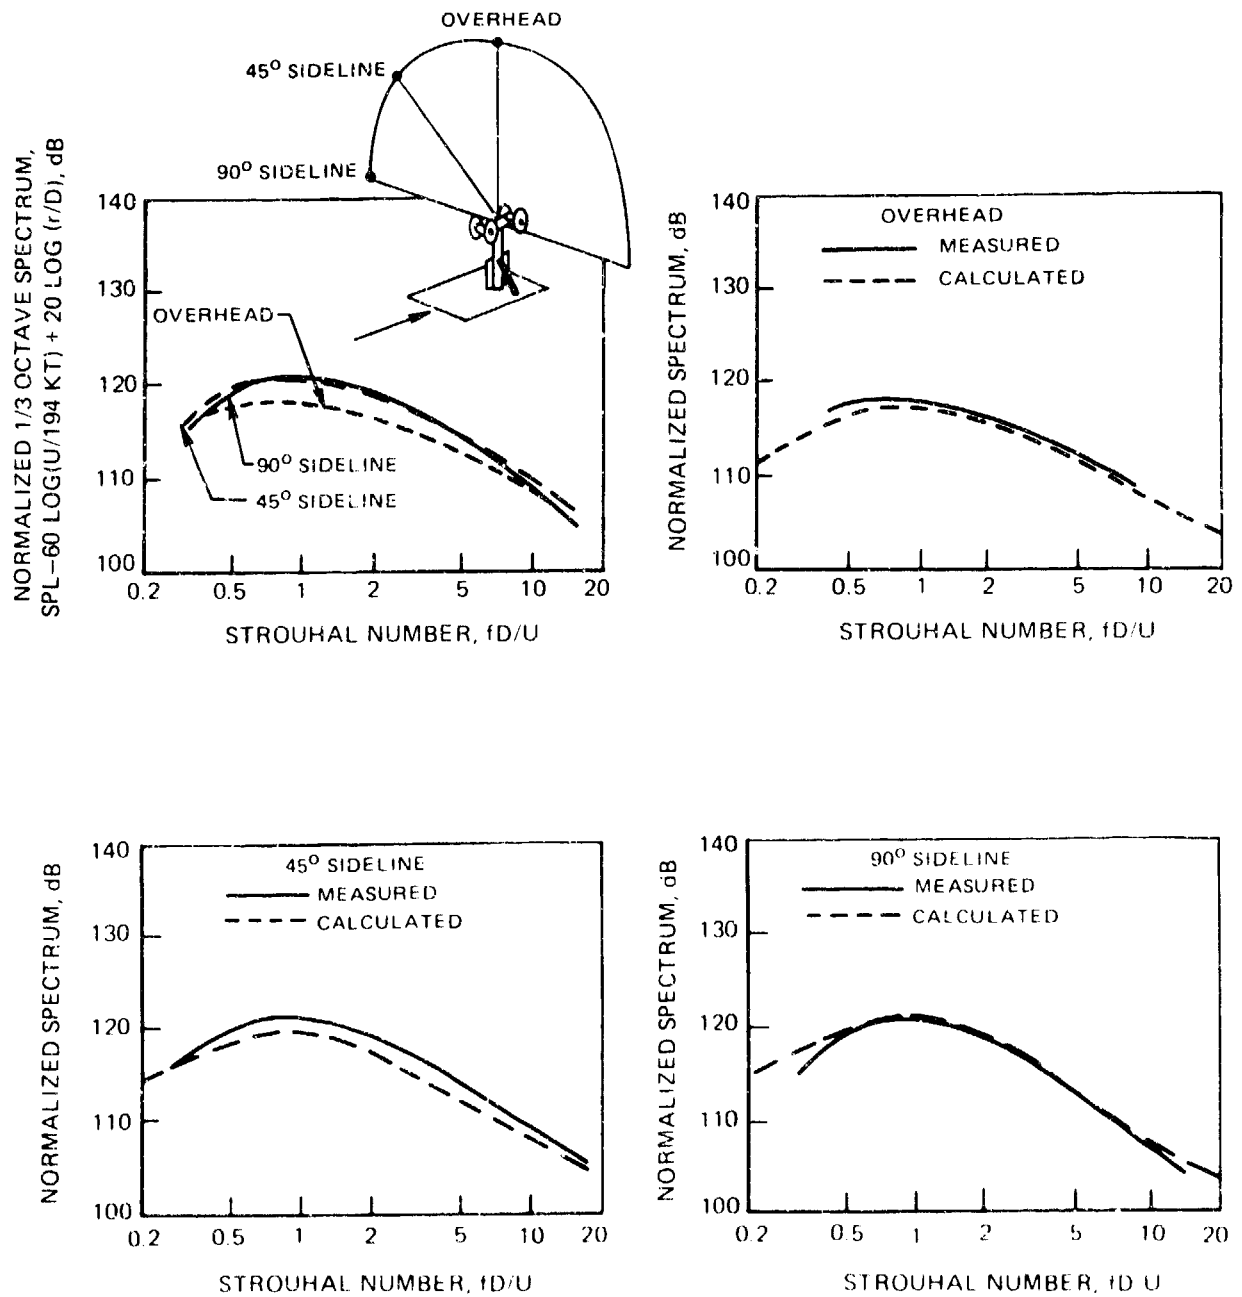 OVERHEAD
45° SIDELINE
90° SIDELINE
NORMALIZED 1/3 OCTAVE SPECTRUM,
SPL–60 LOG(U/194 KT) + 20 LOG (r/D), dB
140
130
120
110
100
OVERHEAD
90° SIDELINE
45° SIDELINE
0.2 0.5 1 2 5 10 20
STROUHAL NUMBER, fD/U
NORMALIZED SPECTRUM, dB
140
130
120
110
100
OVERHEAD
MEASURED
CALCULATED
0.2 0.5 1 2 5 10 20
STROUHAL NUMBER, fD/U
NORMALIZED SPECTRUM, dB
140
130
120
110
100
45° SIDELINE
MEASURED
CALCULATED
0.2 0.5 1 2 5 10 20
STROUHAL NUMBER, fD/U
NORMALIZED SPECTRUM, dB
140
130
120
110
100
90° SIDELINE
MEASURED
CALCULATED
0.2 0.5 1 2 5 10 20
STROUHAL NUMBER, fD U